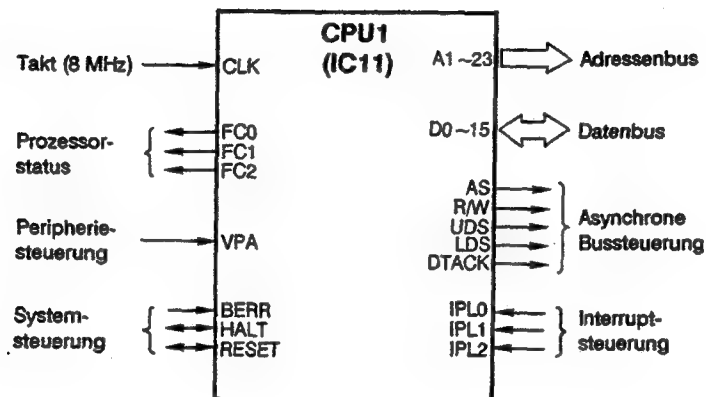 CPU1
(IC11)
Takt (8 MHz)
CLK
Prozessor-
status
FC0
FC1
FC2
Peripherie-
steuerung
VPA
System-
steuerung
BERR
HALT
RESET
A1~23
Adressenbus
D0~15
Datenbus
AS
R/W
UDS
LDS
DTACK
Asynchrone
Bussteuerung
IPL0
IPL1
IPL2
Interrupt-
steuerung